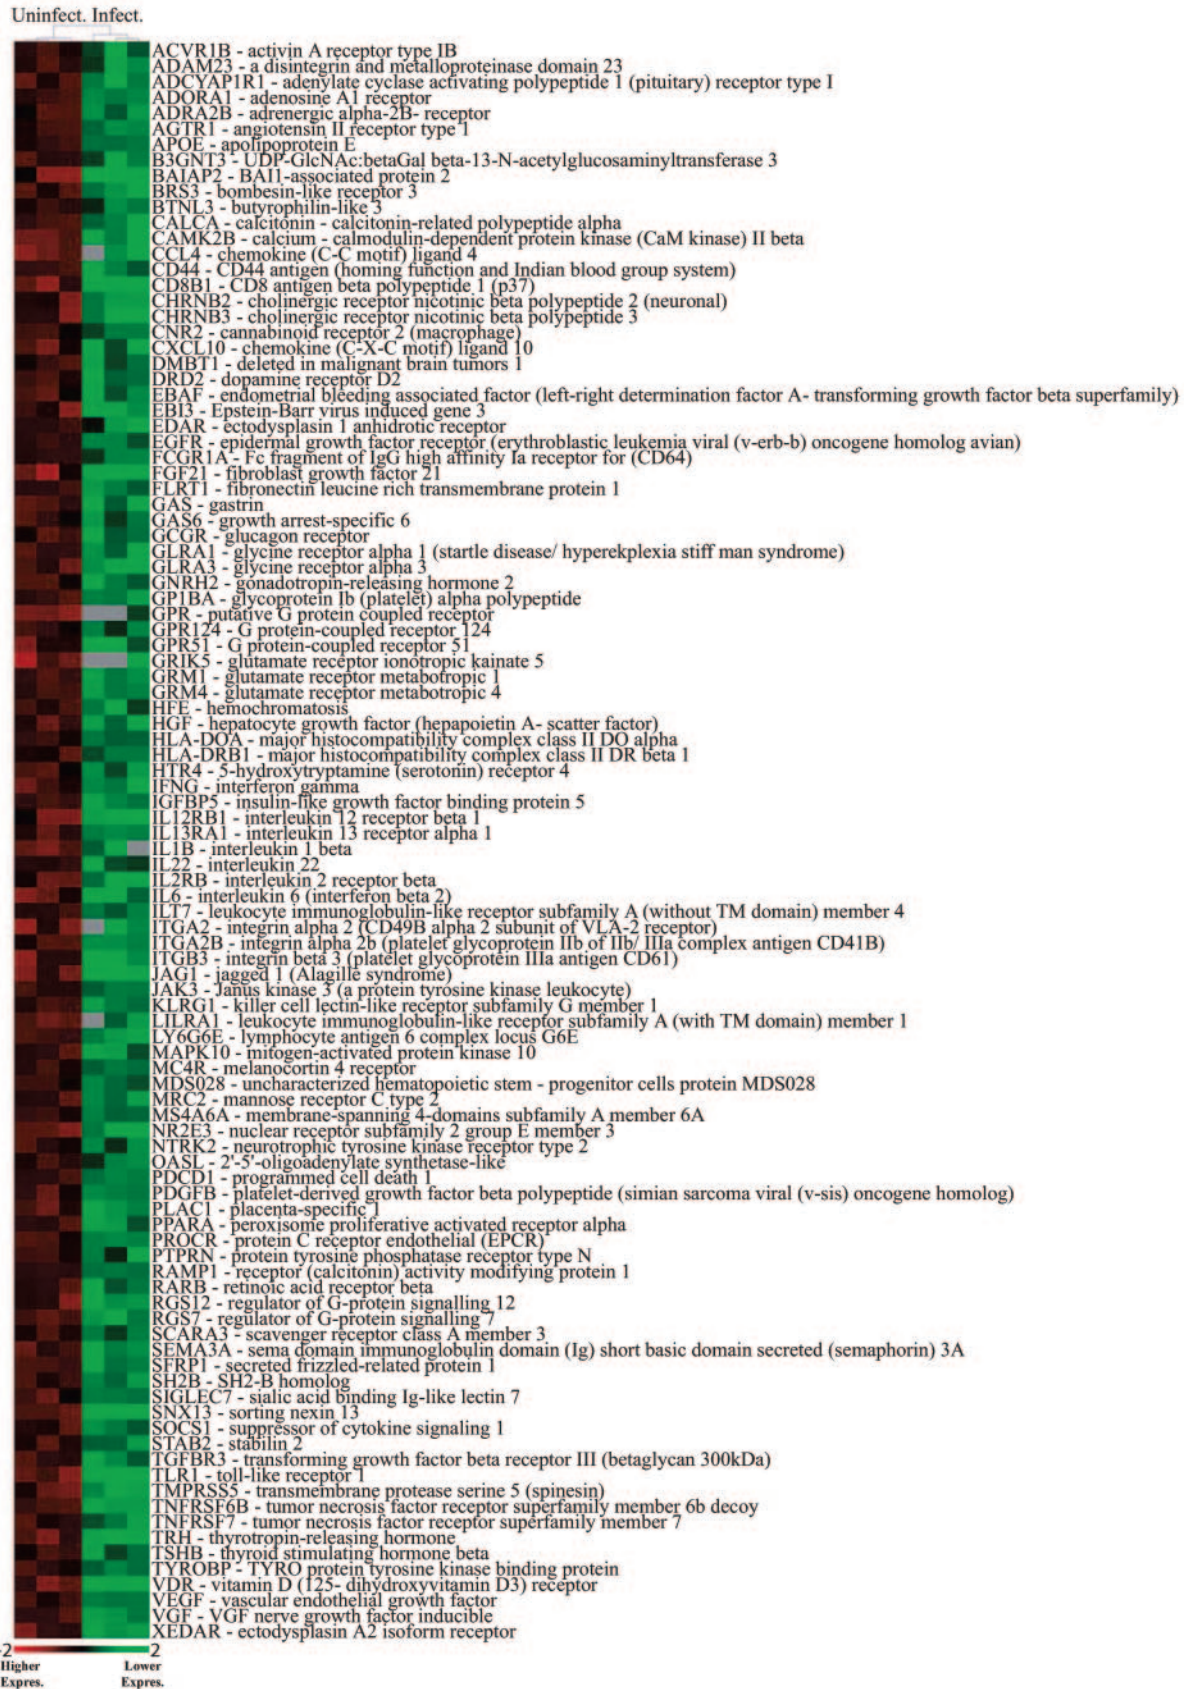 Uninfect. Infect.
ACVR1B - activin A receptor type IB
ADAM23 - a disintegrin and metalloproteinase domain 23
ADCYAP1R1 - adenylate cyclase activating polypeptide 1 (pituitary) receptor type I
ADORA1 - adenosine A1 receptor
ADRA2B - adrenergic alpha-2B- receptor
AGTR1 - angiotensin II receptor type 1
APOE - apolipoprotein E
B3GNT3 - UDP-GlcNAc:betaGal beta-13-N-acetylglucosaminyltransferase 3
BAIAP2 - BAI1-associated protein 2
BRS3 - bombesin-like receptor 3
BTNL3 - butyrophilin-like 3
CALCA - calcitonin - calcitonin-related polypeptide alpha
CAMK2B - calcium - calmodulin-dependent protein kinase (CaM kinase) II beta
CCL4 - chemokine (C-C motif) ligand 4
CD44 - CD44 antigen (homing function and Indian blood group system)
CD8B1 - CD8 antigen beta polypeptide 1 (p37)
CHRNB2 - cholinergic receptor nicotinic beta polypeptide 2 (neuronal)
CHRNB3 - cholinergic receptor nicotinic beta polypeptide 3
CNR2 - cannabinoid receptor 2 (macrophage)
CXCL10 - chemokine (C-X-C motif) ligand 10
DMBT1 - deleted in malignant brain tumors 1
DRD2 - dopamine receptor D2
EBAF - endometrial bleeding associated factor (left-right determination factor A- transforming growth factor beta superfamily)
EBI3 - Epstein-Barr virus induced gene 3
EDAR - ectodysplasin 1 anhidrotic receptor
EGFR - epidermal growth factor receptor (erythroblastic leukemia viral (v-erb-b) oncogene homolog avian)
FCGR1A - Fc fragment of IgG high affinity Ia receptor for (CD64)
FGF21 - fibroblast growth factor 21
FLRT1 - fibronectin leucine rich transmembrane protein 1
GAS - gastrin
GAS6 - growth arrest-specific 6
GCGR - glucagon receptor
GLRA1 - glycine receptor alpha 1 (startle disease/ hyperekplexia stiff man syndrome)
GLRA3 - glycine receptor alpha 3
GNRH2 - gonadotropin-releasing hormone 2
GP1BA - glycoprotein Ib (platelet) alpha polypeptide
GPR - putative G protein coupled receptor
GPR124 - G protein-coupled receptor 124
GPR51 - G protein-coupled receptor 51
GRIK5 - glutamate receptor ionotropic kainate 5
GRM1 - glutamate receptor metabotropic 1
GRM4 - glutamate receptor metabotropic 4
HFE - hemochromatosis
HGF - hepatocyte growth factor (hepapoietin A- scatter factor)
HLA-DOA - major histocompatibility complex class II DO alpha
HLA-DRB1 - major histocompatibility complex class II DR beta 1
HTR4 - 5-hydroxytryptamine (serotonin) receptor 4
IFNG - interferon gamma
IGFBP5 - insulin-like growth factor binding protein 5
IL12RB1 - interleukin 12 receptor beta 1
IL13RA1 - interleukin 13 receptor alpha 1
IL1B - interleukin 1 beta
IL22 - interleukin 22
IL2RB - interleukin 2 receptor beta
IL6 - interleukin 6 (interferon beta 2)
ILT7 - leukocyte immunoglobulin-like receptor subfamily A (without TM domain) member 4
ITGA2 - integrin alpha 2 (CD49B alpha 2 subunit of VLA-2 receptor)
ITGA2B - integrin alpha 2b (platelet glycoprotein IIb of IIb/ IIIa complex antigen CD41B)
ITGB3 - integrin beta 3 (platelet glycoprotein IIIa antigen CD61)
JAG1 - jagged 1 (Alagille syndrome)
JAK3 - Janus kinase 3 (a protein tyrosine kinase leukocyte)
KLRG1 - killer cell lectin-like receptor subfamily G member 1
LILRA1 - leukocyte immunoglobulin-like receptor subfamily A (with TM domain) member 1
LY6G6E - lymphocyte antigen 6 complex locus G6E
MAPK10 - mitogen-activated protein kinase 10
MC4R - melanocortin 4 receptor
MDS028 - uncharacterized hematopoietic stem - progenitor cells protein MDS028
MRC2 - mannose receptor C type 2
MS4A6A - membrane-spanning 4-domains subfamily A member 6A
NR2E3 - nuclear receptor subfamily 2 group E member 3
NTRK2 - neurotrophic tyrosine kinase receptor type 2
OASL - 2'-5'-oligoadenylate synthetase-like
PDCD1 - programmed cell death 1
PDGFB - platelet-derived growth factor beta polypeptide (simian sarcoma viral (v-sis) oncogene homolog)
PLAC1 - placenta-specific 1
PPARA - peroxisome proliferative activated receptor alpha
PROCR - protein C receptor endothelial (EPCR)
PTPRN - protein tyrosine phosphatase receptor type N
RAMP1 - receptor (calcitonin) activity modifying protein 1
RARB - retinoic acid receptor beta
RGS12 - regulator of G-protein signalling 12
RGS7 - regulator of G-protein signalling 7
SCARA3 - scavenger receptor class A member 3
SEMA3A - sema domain immunoglobulin domain (Ig) short basic domain secreted (semaphorin) 3A
SFRP1 - secreted frizzled-related protein 1
SH2B - SH2-B homolog
SIGLEC7 - sialic acid binding Ig-like lectin 7
SNX13 - sorting nexin 13
SOCS1 - suppressor of cytokine signaling 1
STAB2 - stabilin 2
TGFBR3 - transforming growth factor beta receptor III (betaglycan 300kDa)
TLR1 - toll-like receptor 1
TMPRSS5 - transmembrane protease serine 5 (spinesin)
TNFRSF6B - tumor necrosis factor receptor superfamily member 6b decoy
TNFRSF7 - tumor necrosis factor receptor superfamily member 7
TRH - thyrotropin-releasing hormone
TSHB - thyroid stimulating hormone beta
TYROBP - TYRO protein tyrosine kinase binding protein
VDR - vitamin D (125- dihydroxyvitamin D3) receptor
VEGF - vascular endothelial growth factor
VGF - VGF nerve growth factor inducible
XEDAR - ectodysplasin A2 isoform receptor
-2 2
Higher Lower
Expres. Expres.